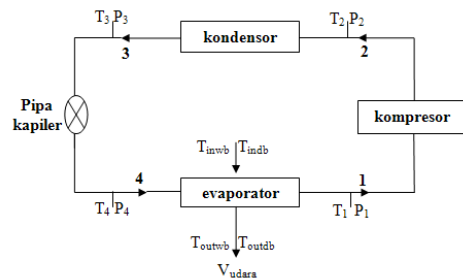 T3 P3
kondensor
T2 P2
3
2
Pipa
kapiler
kompresor
Tinwb Tindb
4
evaporator
1
T4 P4
T1 P1
Toutwb Toutdb
Vudara